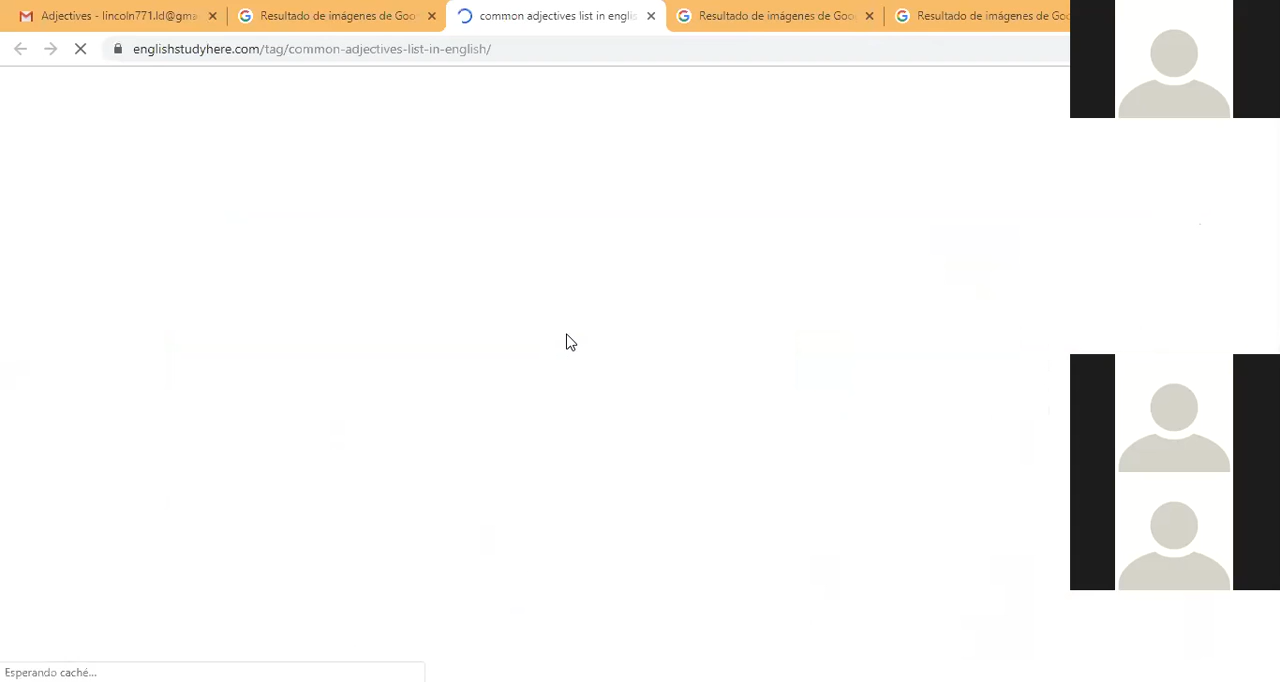 Adjectives - lincoln771.ld@gma
Resultado de imágenes de Goo
common adjectives list in englis
Resultado de imágenes de Goo
Resultado de imágenes de Goo
englishstudyhere.com/tag/common-adjectives-list-in-english/
Esperando caché...